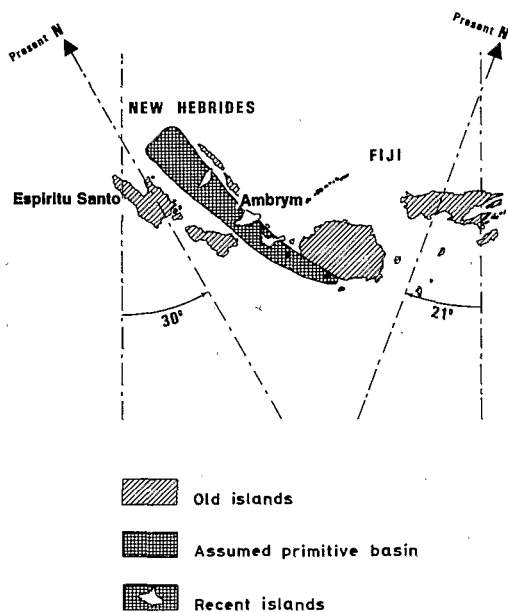 Present N
Present N
NEW HEBRIDES
FIJI
Espiritu Santo
Ambrym
30°
21°
Old islands
Assumed primitive basin
Recent islands